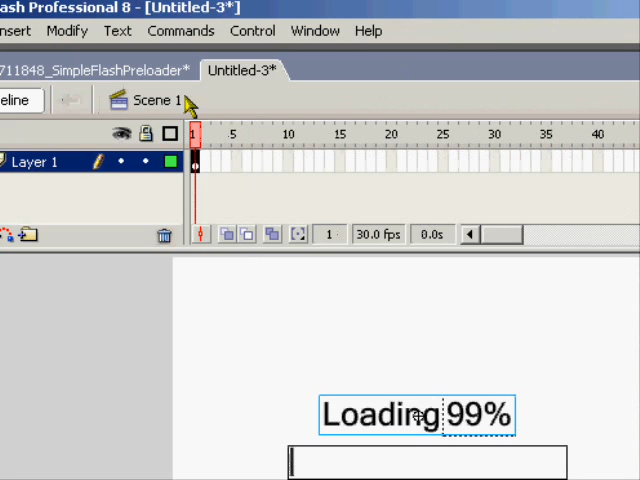 ash Professional 8 - [Untitled-3*]
nsert Modify Text Commands Control Window Help
711848_SimpleFlashPreloader* Untitled-3*
eline Scene 1
1 5 10 15 20 25 30 35 40
Layer 1
1 30.0 fps 0.0s
Loading 99%